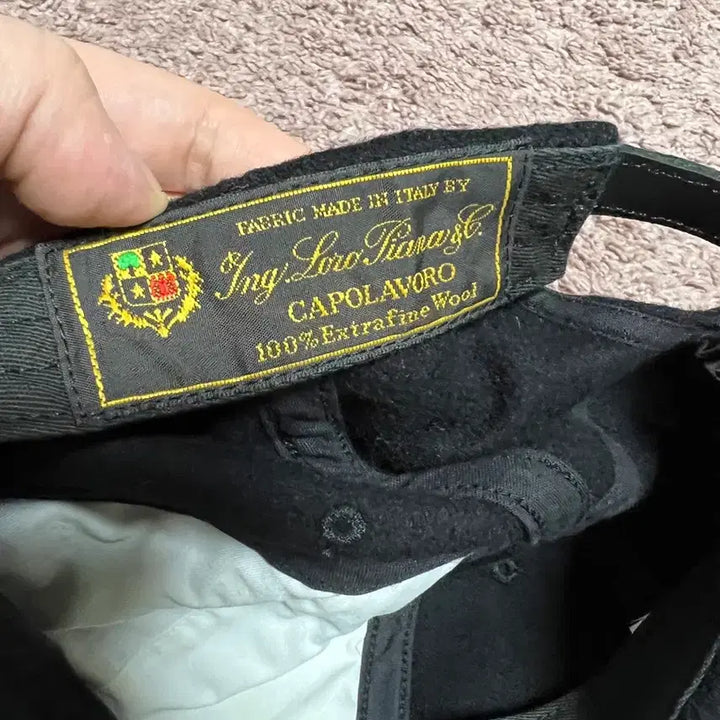 FABRIC MADE IN ITALY BY
Ing. Loro Piana & C.
CAPOLAVORO
100% Extrafine Wool